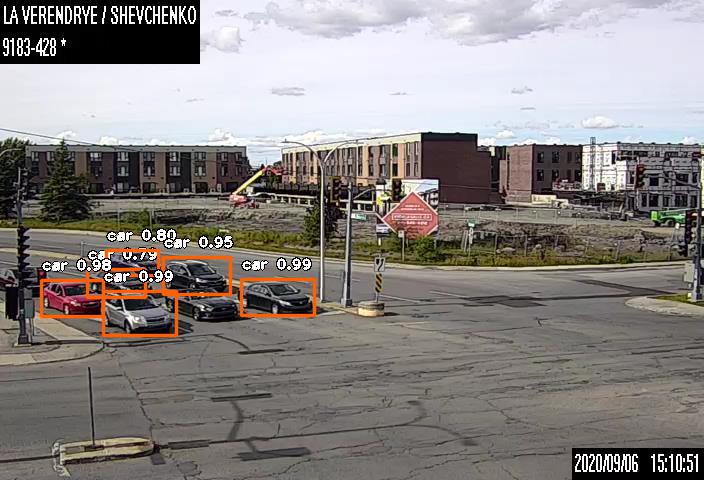 LA VERENDRYE / SHEVCHENKO
9183-428 *
car 0.80
car 0.95
car 0.79
car 0.98
car 0.99
car 0.99
2020/09/06 15:10:51